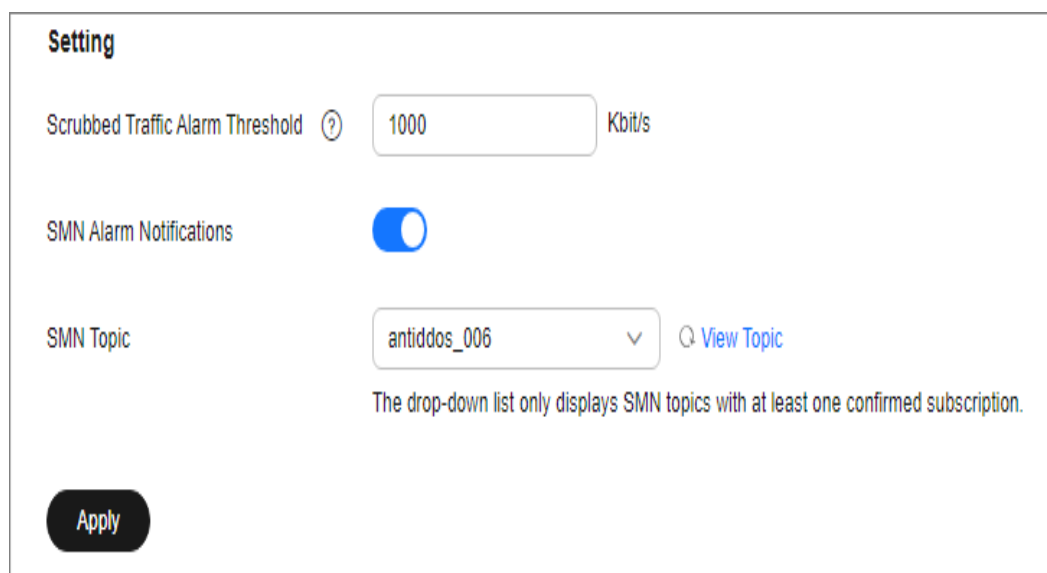 Setting
Scrubbed Traffic Alarm Threshold ? 1000 Kbit/s
SMN Alarm Notifications
SMN Topic antiddos_006 View Topic
The drop-down list only displays SMN topics with at least one confirmed subscription.
Apply